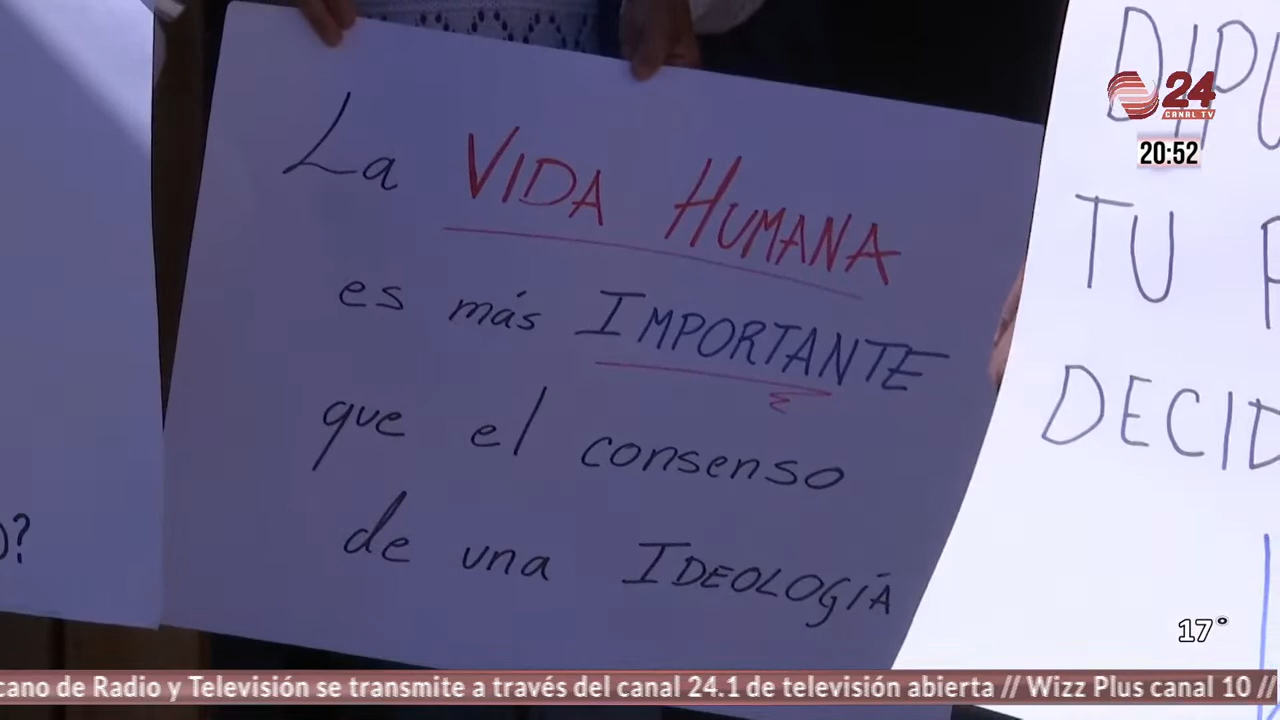 La VIDA HUMANA
es más IMPORTANTE
que el consenso
de una IDEOLOGÍA
TU
24
CANAL TV
20:52
17°
cano de Radio y Televisión se transmite a través del canal 24.1 de televisión abierta // Wizz Plus canal 10 //